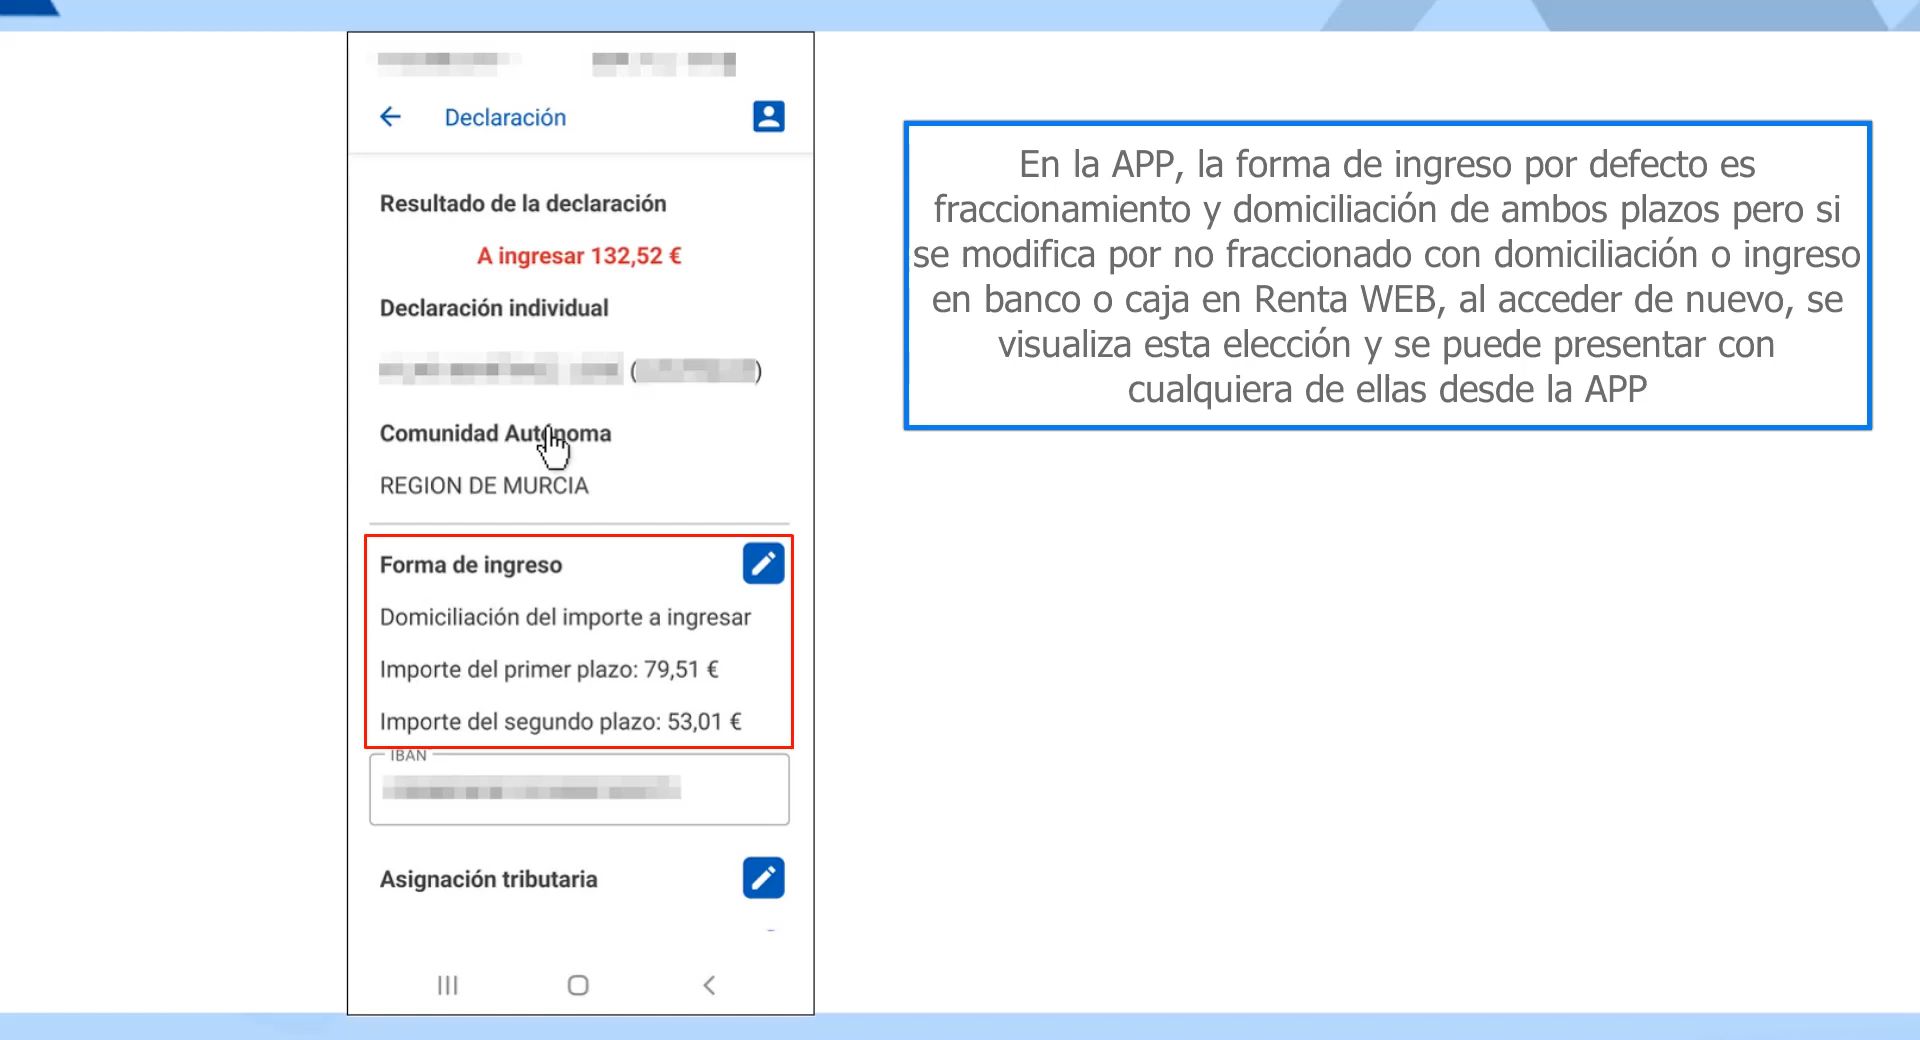 Declaración
Resultado de la declaración
A ingresar 132,52 €
Declaración individual
( )
Comunidad Autónoma
REGION DE MURCIA
Forma de ingreso
Domiciliación del importe a ingresar
Importe del primer plazo: 79,51 €
Importe del segundo plazo: 53,01 €
IBAN
Asignación tributaria
En la APP, la forma de ingreso por defecto es
fraccionamiento y domiciliación de ambos plazos pero si
se modifica por no fraccionado con domiciliación o ingreso
en banco o caja en Renta WEB, al acceder de nuevo, se
visualiza esta elección y se puede presentar con
cualquiera de ellas desde la APP